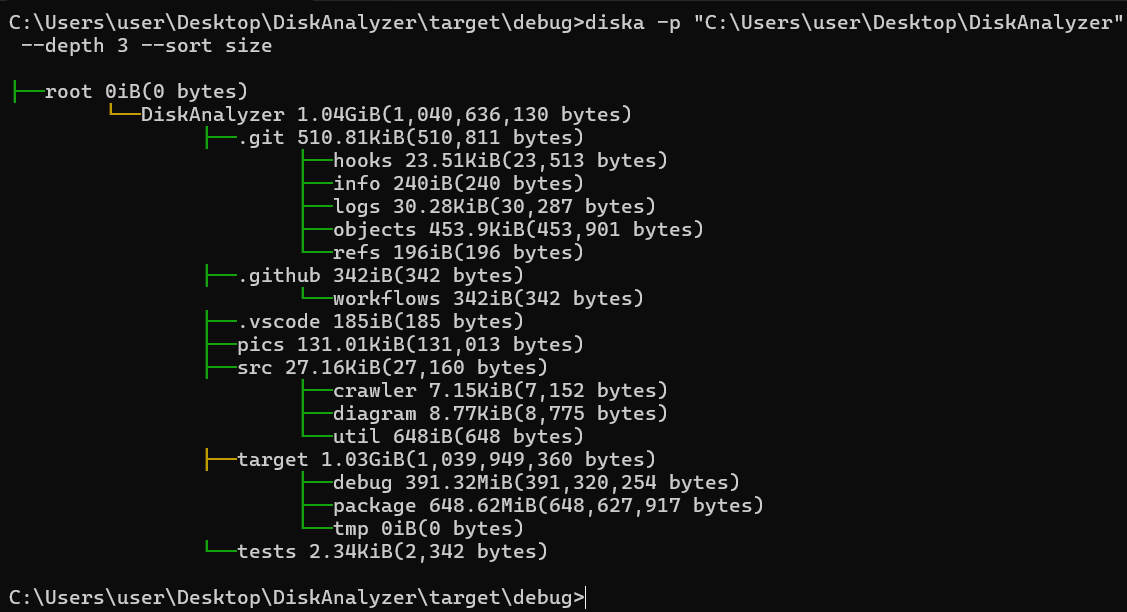 C:\Users\user\Desktop\DiskAnalyzer\target\debug>diska -p "C:\Users\user\Desktop\DiskAnalyzer"
 --depth 3 --sort size
├──root 0iB(0 bytes)
        └──DiskAnalyzer 1.04GiB(1,040,636,130 bytes)
                ├──.git 510.81KiB(510,811 bytes)
                        ├──hooks 23.51KiB(23,513 bytes)
                        ├──info 240iB(240 bytes)
                        ├──logs 30.28KiB(30,287 bytes)
                        ├──objects 453.9KiB(453,901 bytes)
                        └──refs 196iB(196 bytes)
                ├──.github 342iB(342 bytes)
                        └──workflows 342iB(342 bytes)
                ├──.vscode 185iB(185 bytes)
                ├──pics 131.01KiB(131,013 bytes)
                ├──src 27.16KiB(27,160 bytes)
                        ├──crawler 7.15KiB(7,152 bytes)
                        ├──diagram 8.77KiB(8,775 bytes)
                        └──util 648iB(648 bytes)
                ├──target 1.03GiB(1,039,949,360 bytes)
                        ├──debug 391.32MiB(391,320,254 bytes)
                        ├──package 648.62MiB(648,627,917 bytes)
                        └──tmp 0iB(0 bytes)
                └──tests 2.34KiB(2,342 bytes)
C:\Users\user\Desktop\DiskAnalyzer\target\debug>